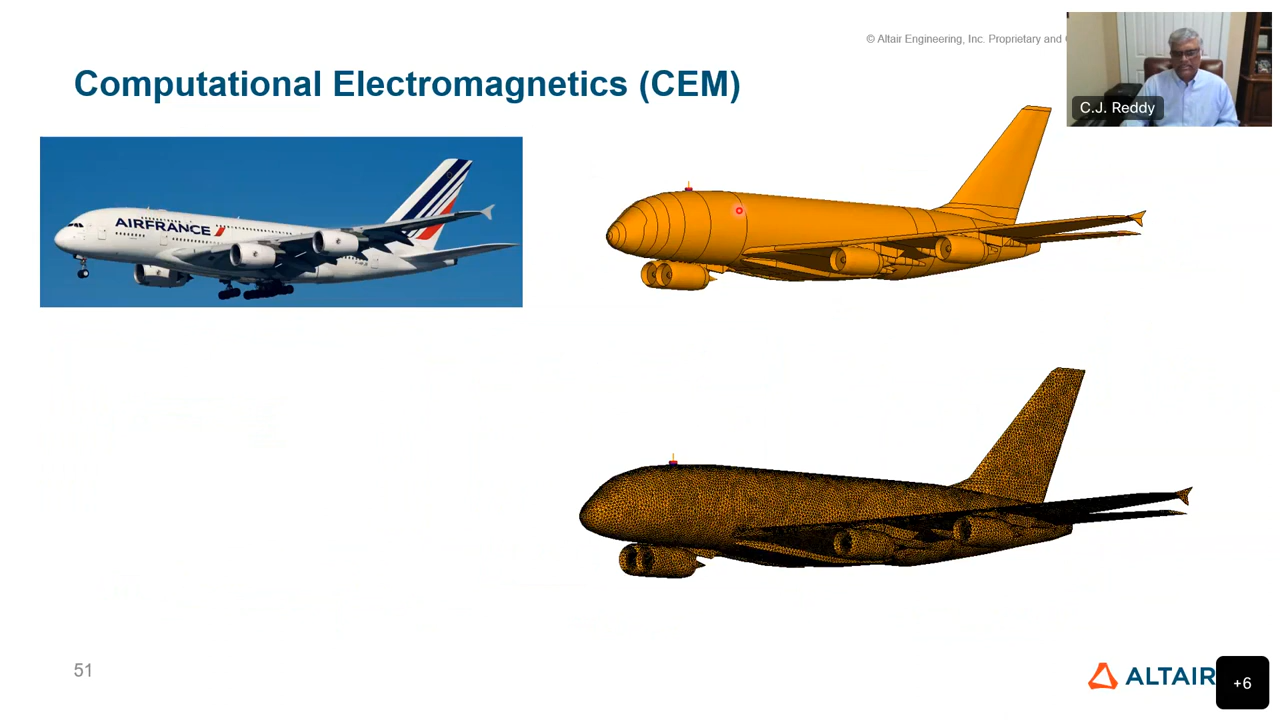 © Altair Engineering, Inc. Proprietary and
Computational Electromagnetics (CEM)
C.J. Reddy
AIRFRANCE
51
ALTAIR
+6